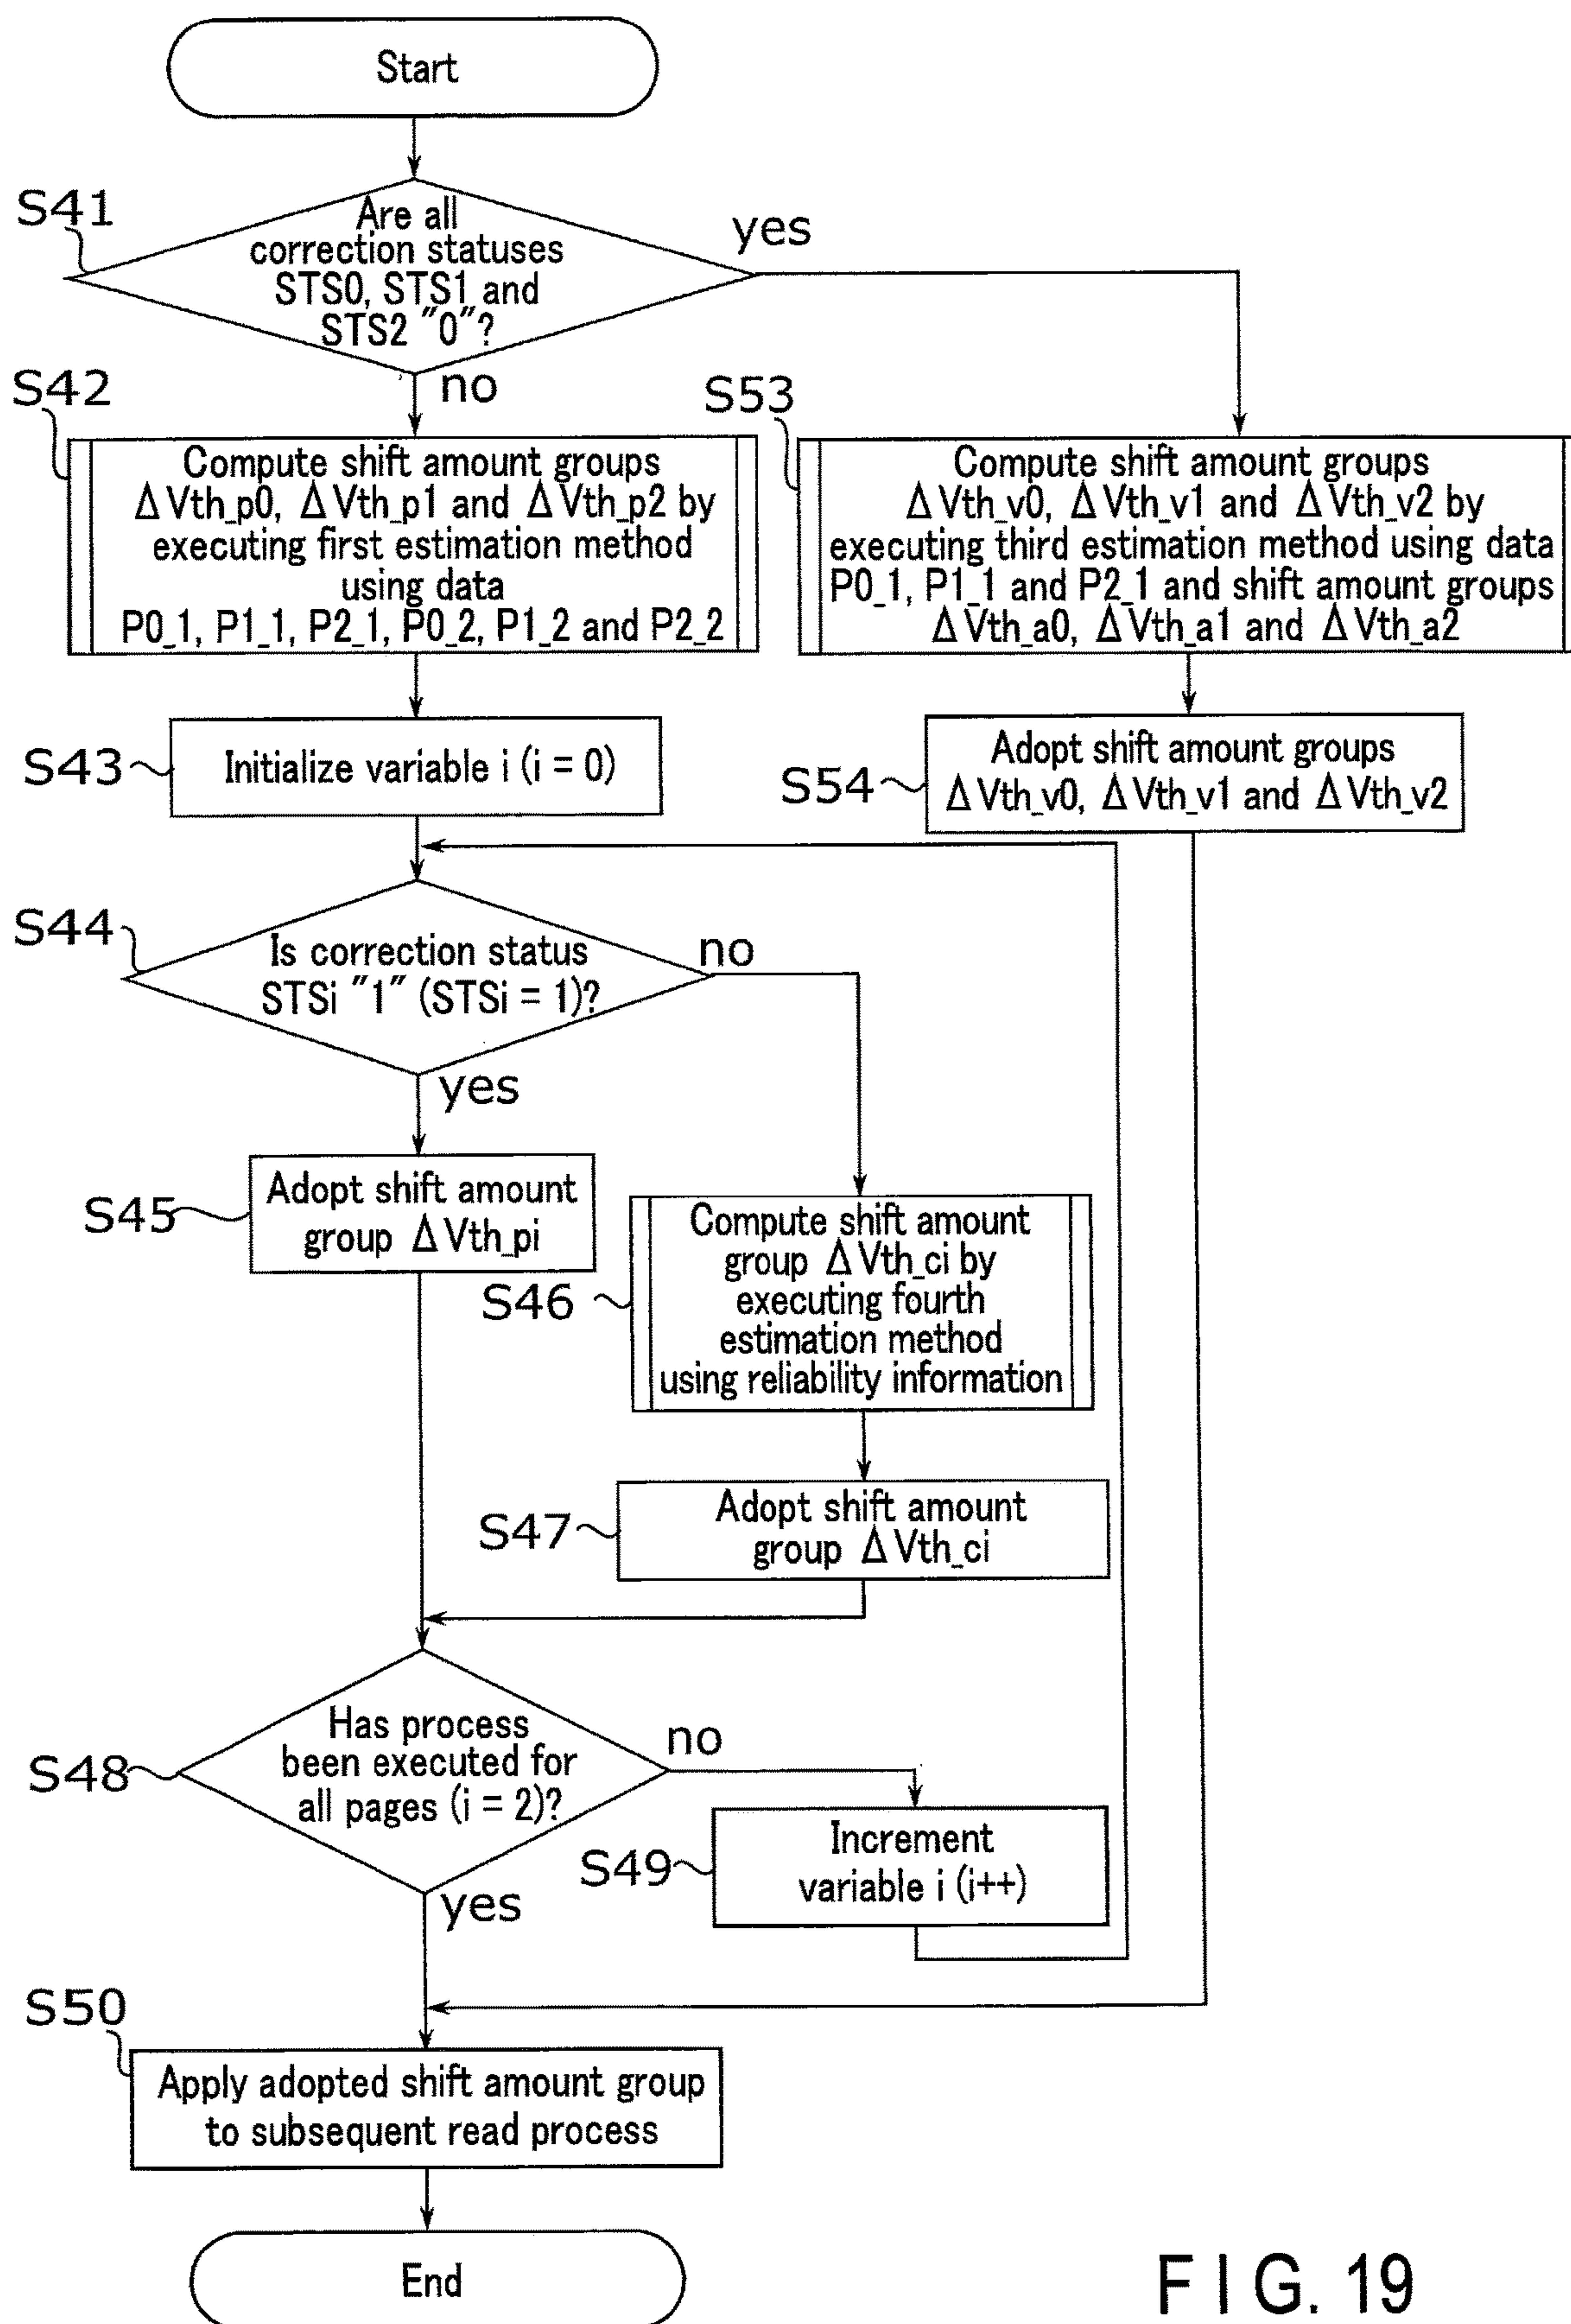 Start
S41
Are all
correction statuses
STS0, STS1 and
STS2 "0"?
yes
no
S42
Compute shift amount groups
ΔVth_p0, ΔVth_p1 and ΔVth_p2 by
executing first estimation method
using data
P0_1, P1_1, P2_1, P0_2, P1_2 and P2_2
S53
Compute shift amount groups
ΔVth_v0, ΔVth_v1 and ΔVth_v2 by
executing third estimation method using data
P0_1, P1_1 and P2_1 and shift amount groups
ΔVth_a0, ΔVth_a1 and ΔVth_a2
S43
Initialize variable i (i = 0)
S54
Adopt shift amount groups
ΔVth_v0, ΔVth_v1 and ΔVth_v2
S44
Is correction status
STSi "1" (STSi = 1)?
no
yes
S45
Adopt shift amount
group ΔVth_pi
S46
Compute shift amount
group ΔVth_ci by
executing fourth
estimation method
using reliability information
S47
Adopt shift amount
group ΔVth_ci
S48
Has process
been executed for
all pages (i = 2)?
no
yes
S49
Increment
variable i (i++)
S50
Apply adopted shift amount group
to subsequent read process
End
FIG. 19